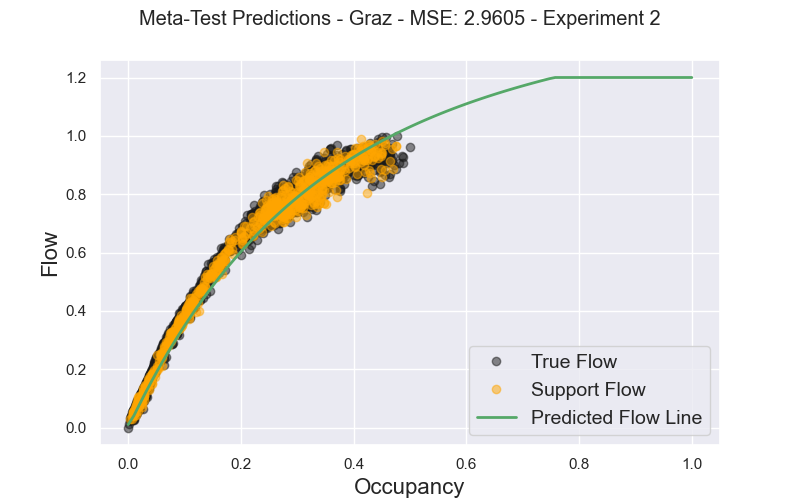 Meta-Test Predictions - Graz - MSE: 2.9605 - Experiment 2
1.2
1.0
0.8
0.6
0.4
0.2
0.0
Flow
True Flow
Support Flow
Predicted Flow Line
0.0 0.2 0.4 0.6 0.8 1.0
Occupancy